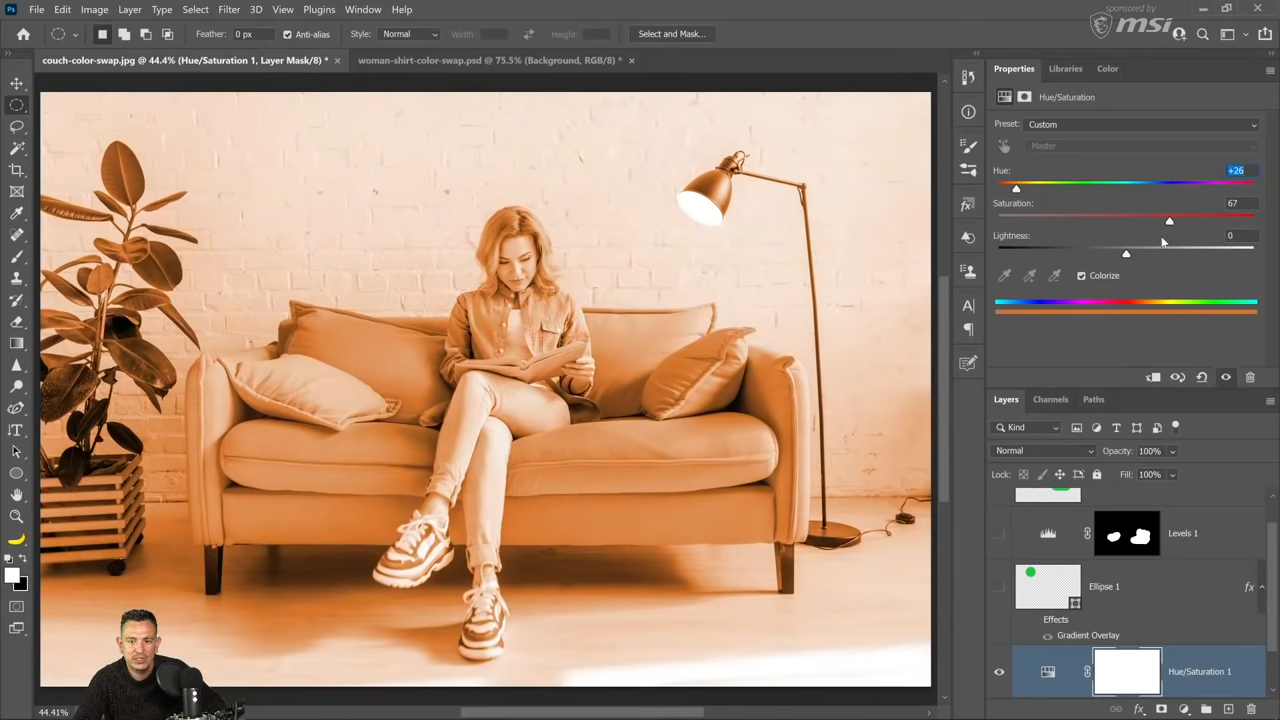 Ps File Edit Image Layer Type Select Filter 3D View Plugins Window Help
sponsored by
msi
Feather: 0 px Anti-alias Style: Normal Width: Height: Select and Mask...
couch-color-swap.jpg @ 44.4% (Hue/Saturation 1, Layer Mask/8) * × woman-shirt-color-swap.psd @ 75.5% (Background, RGB/8) * ×
Properties Libraries Color
Hue/Saturation
Preset: Custom
Master
Hue: +26
Saturation: 67
Lightness: 0
Colorize
Layers Channels Paths
Kind
Normal Opacity: 100%
Lock: Fill: 100%
Levels 1
Ellipse 1 fx
Effects
Gradient Overlay
Hue/Saturation 1
44.41%